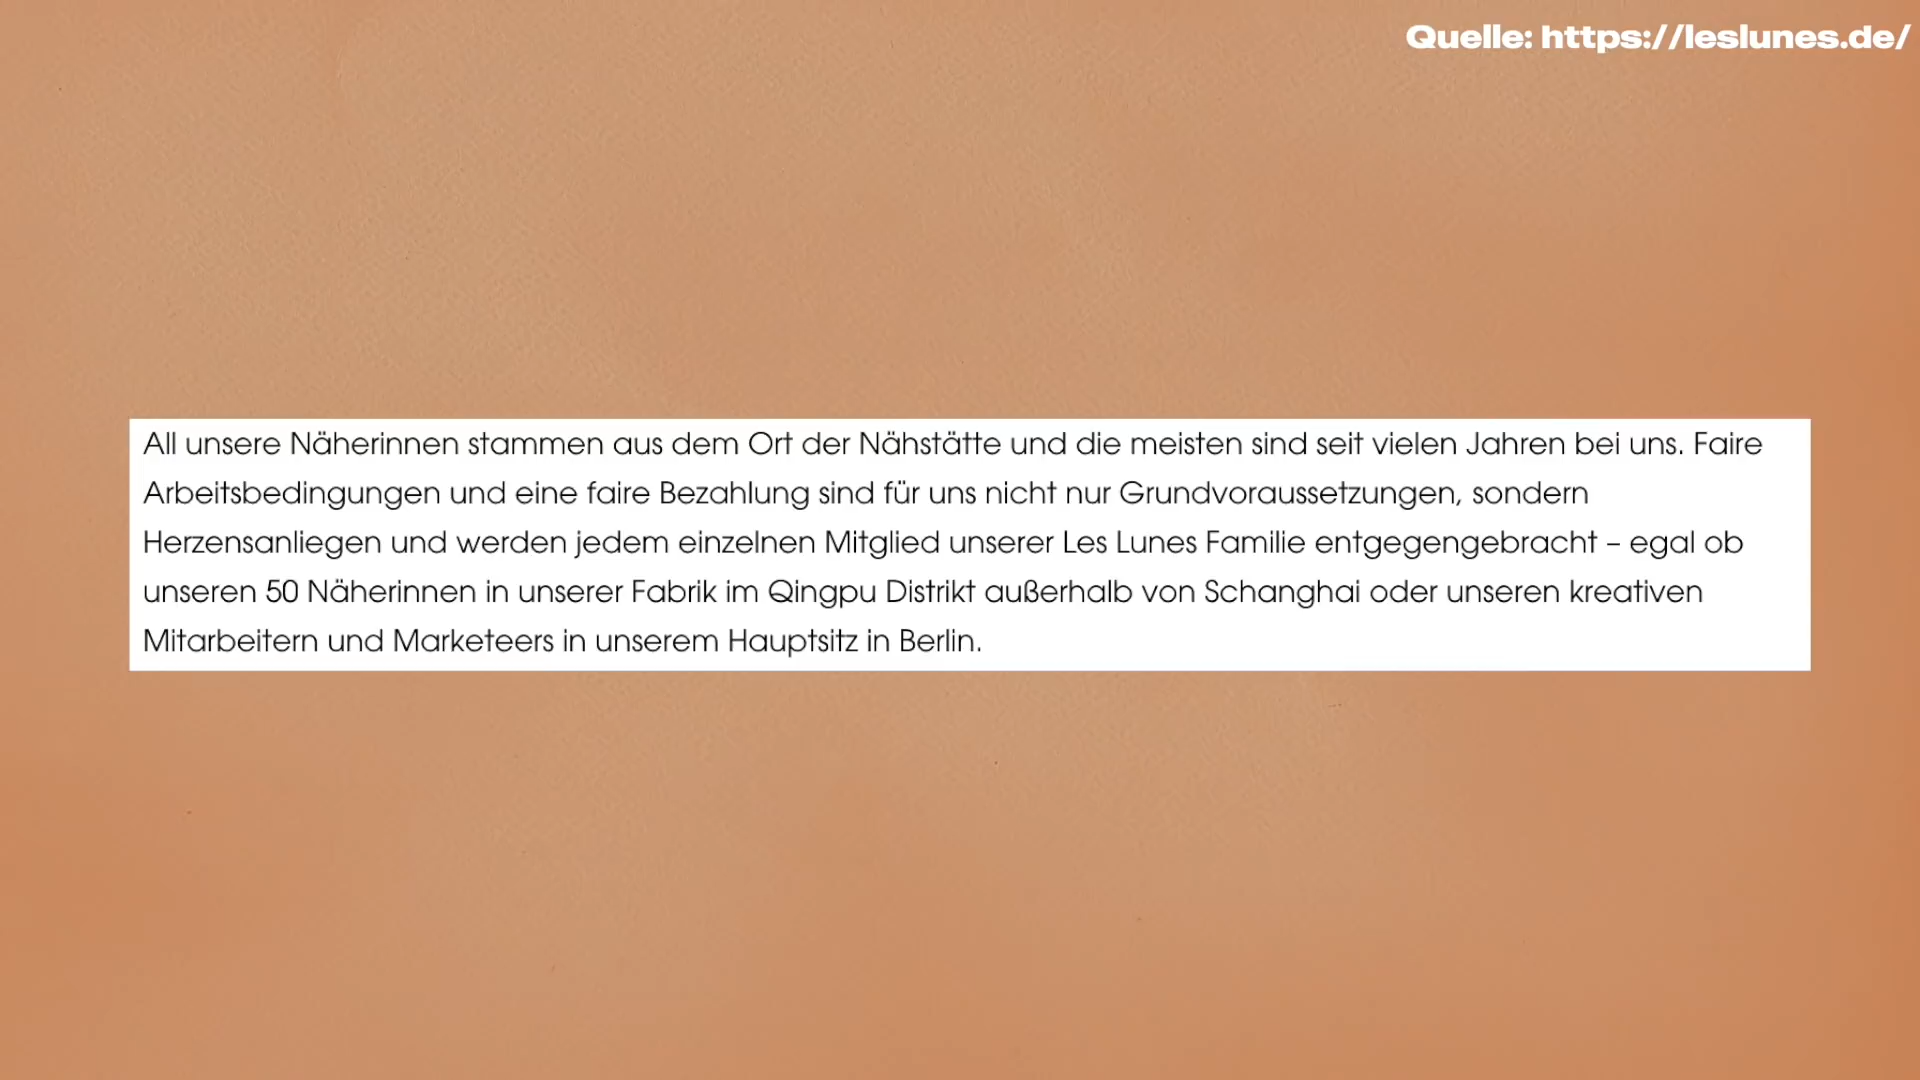 Quelle: https://leslunes.de/
All unsere Näherinnen stammen aus dem Ort der Nähstätte und die meisten sind seit vielen Jahren bei uns. Faire
Arbeitsbedingungen und eine faire Bezahlung sind für uns nicht nur Grundvoraussetzungen, sondern
Herzensanliegen und werden jedem einzelnen Mitglied unserer Les Lunes Familie entgegengebracht – egal ob
unseren 50 Näherinnen in unserer Fabrik im Qingpu Distrikt außerhalb von Schanghai oder unseren kreativen
Mitarbeitern und Marketeers in unserem Hauptsitz in Berlin.